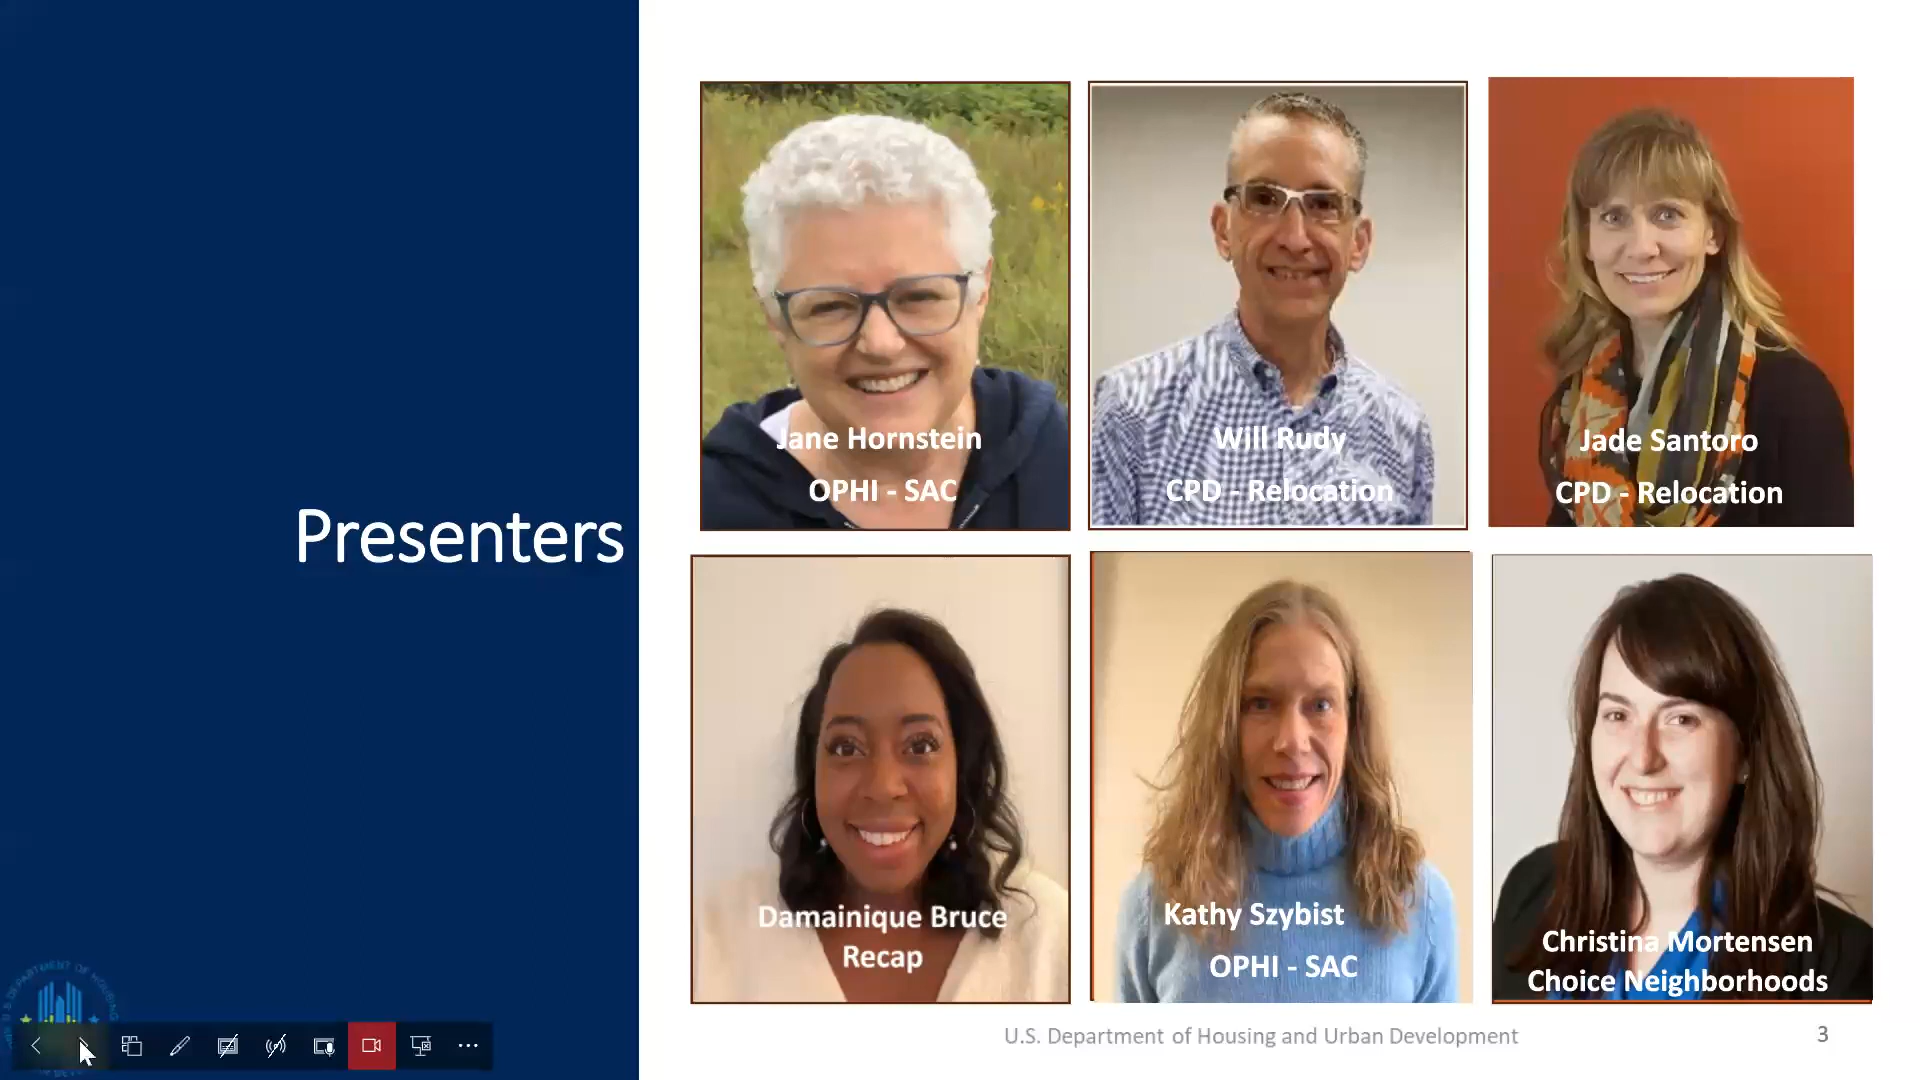 Presenters
Jane Hornstein
OPHI - SAC
Will Rudy
CPD - Relocation
Jade Santoro
CPD - Relocation
Damainique Bruce
Recap
Kathy Szybist
OPHI - SAC
Christina Mortensen
Choice Neighborhoods
U.S. Department of Housing and Urban Development
3